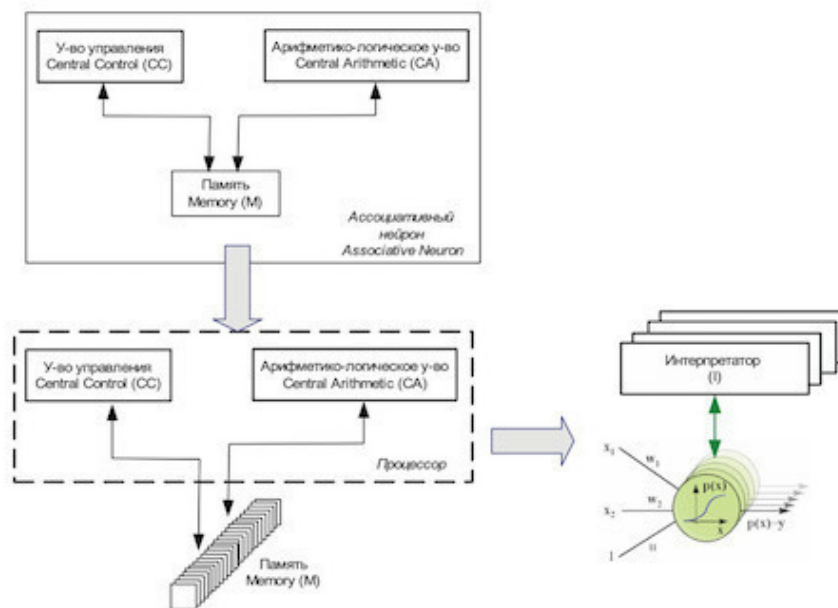 У-во управления
Central Control (CC)
Арифметико-логическое у-во
Central Arithmetic (CA)
Память
Memory (M)
Ассоциативный
нейрон
Associative Neuron
У-во управления
Central Control (CC)
Арифметико-логическое у-во
Central Arithmetic (CA)
Процессор
Память
Memory (M)
Интерпретатор
(I)
x₁
w₁
p(x)
x₂
w₂
x
p(x)-y
1